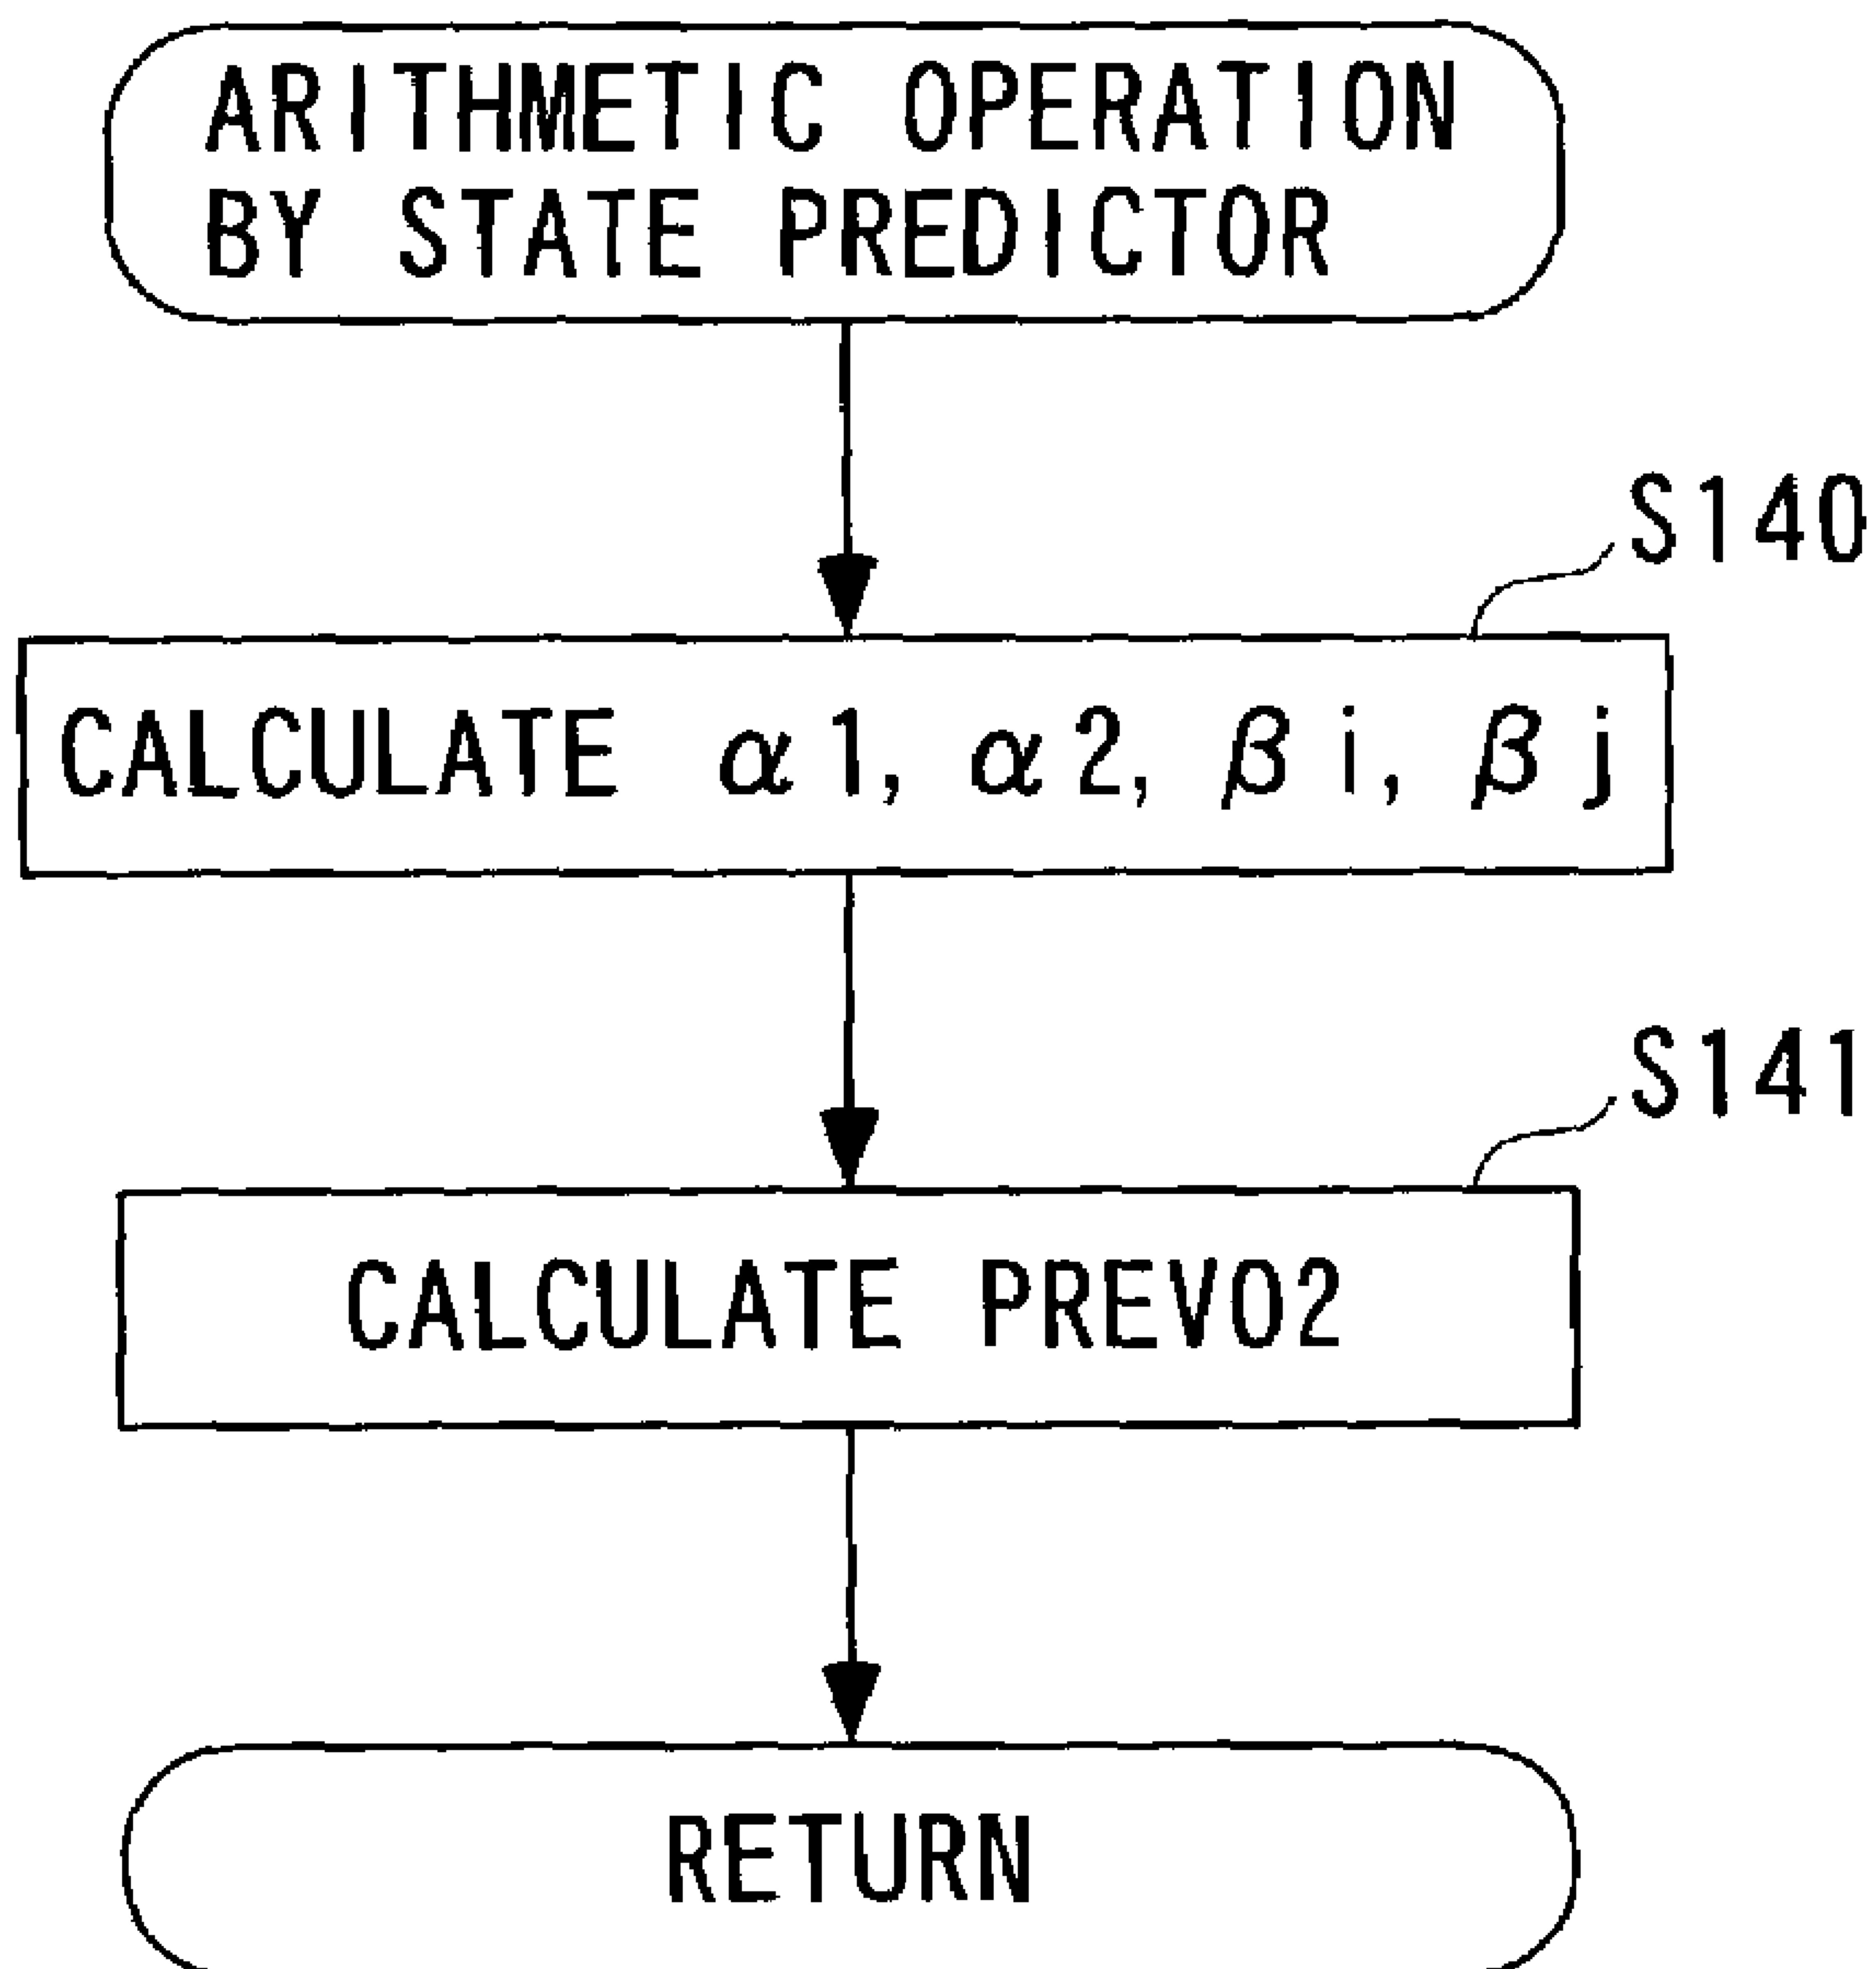 ARITHMETIC OPERATION
BY STATE PREDICTOR
S140
CALCULATE α1, α2, βi, βj
S141
CALCULATE PREVO2
RETURN